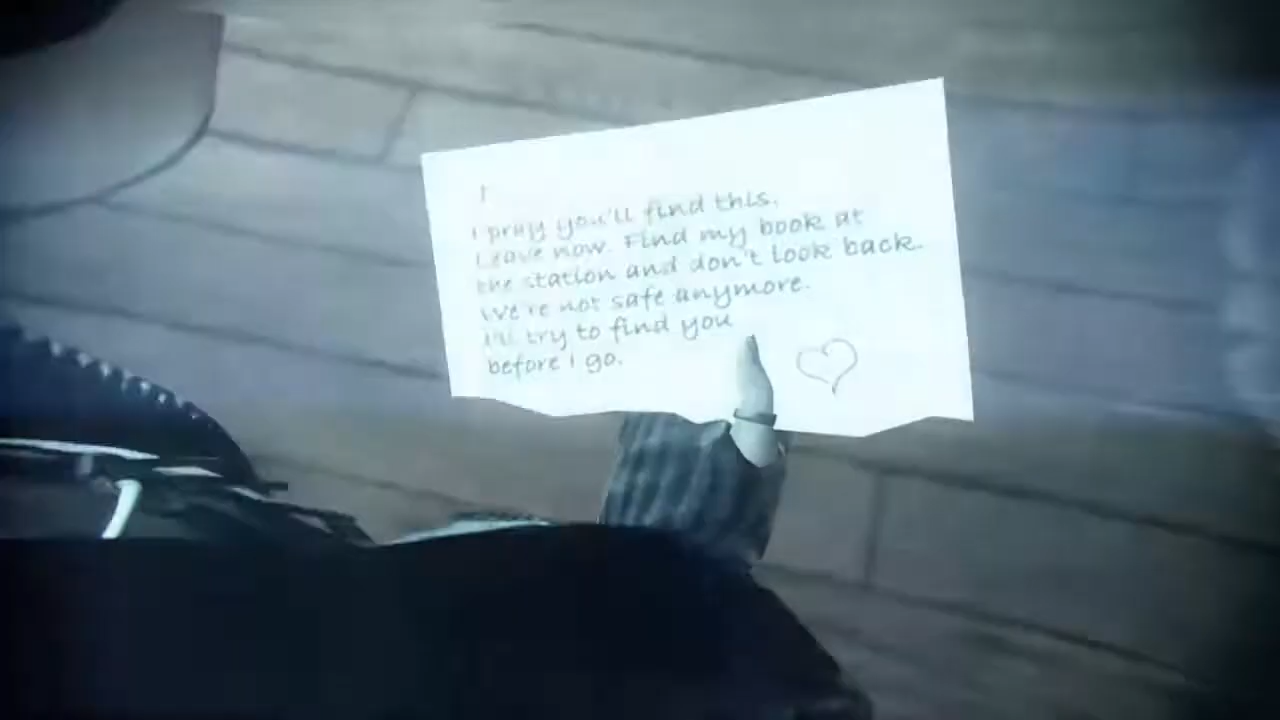 I pray you'll find this.
Leave now. Find my book at
the station and don't look back.
We're not safe anymore.
I'll try to find you
before I go.